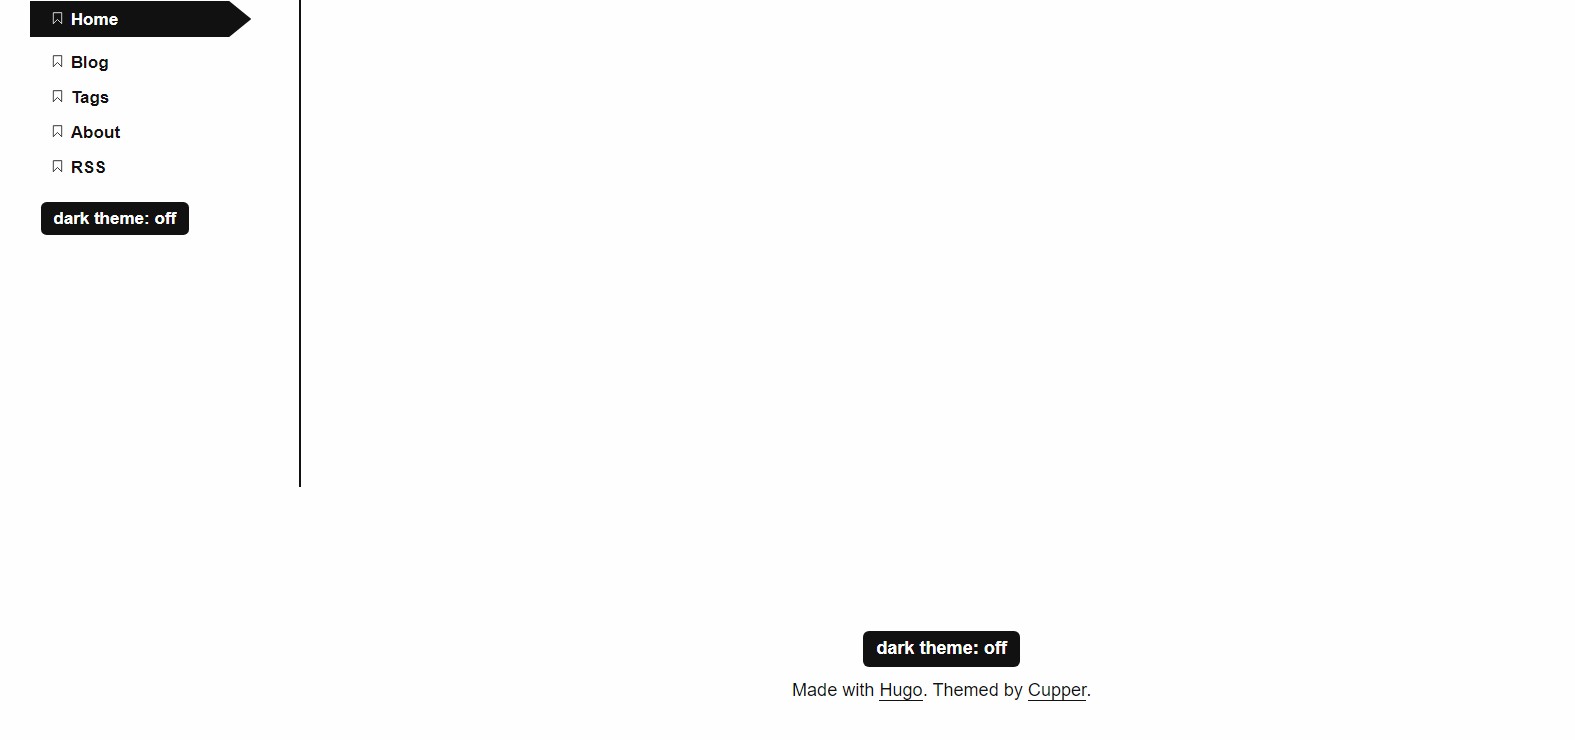 Home
Blog
Tags
About
RSS
dark theme: off
dark theme: off
Made with Hugo. Themed by Cupper.